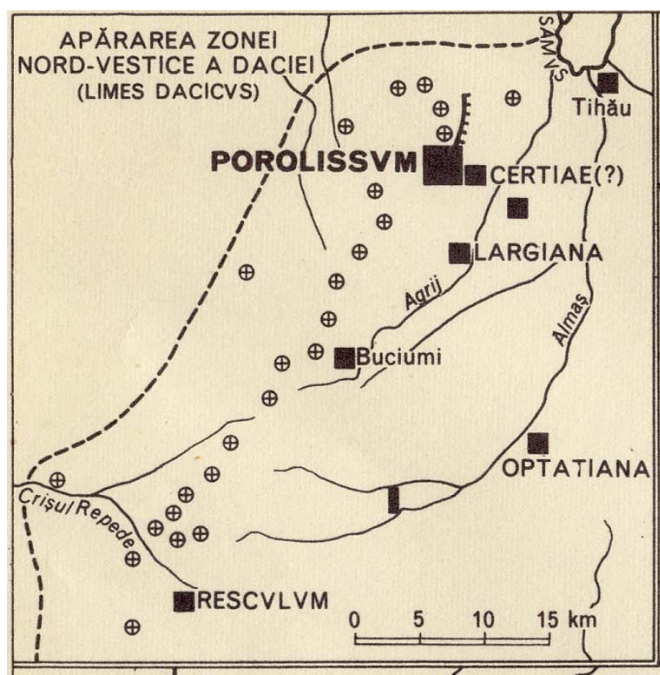 APĂRAREA ZONEI
NORD-VESTICE A DACIEI
(LIMES DACICVS)
SAMVS
Tihău
POROLISSVM
CERTIAE(?)
LARGIANA
Agrij
Almaș
Buciumi
OPTATIANA
Crișul Repede
RESCVLVM
0 5 10 15 km